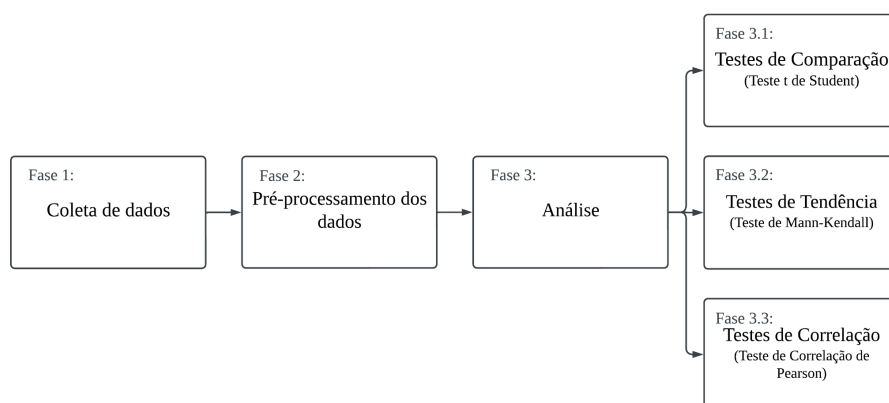 Fase 1:
Coleta de dados
Fase 2:
Pré-processamento dos
dados
Fase 3:
Análise
Fase 3.1:
Testes de Comparação
(Teste t de Student)
Fase 3.2:
Testes de Tendência
(Teste de Mann-Kendall)
Fase 3.3:
Testes de Correlação
(Teste de Correlação de
Pearson)